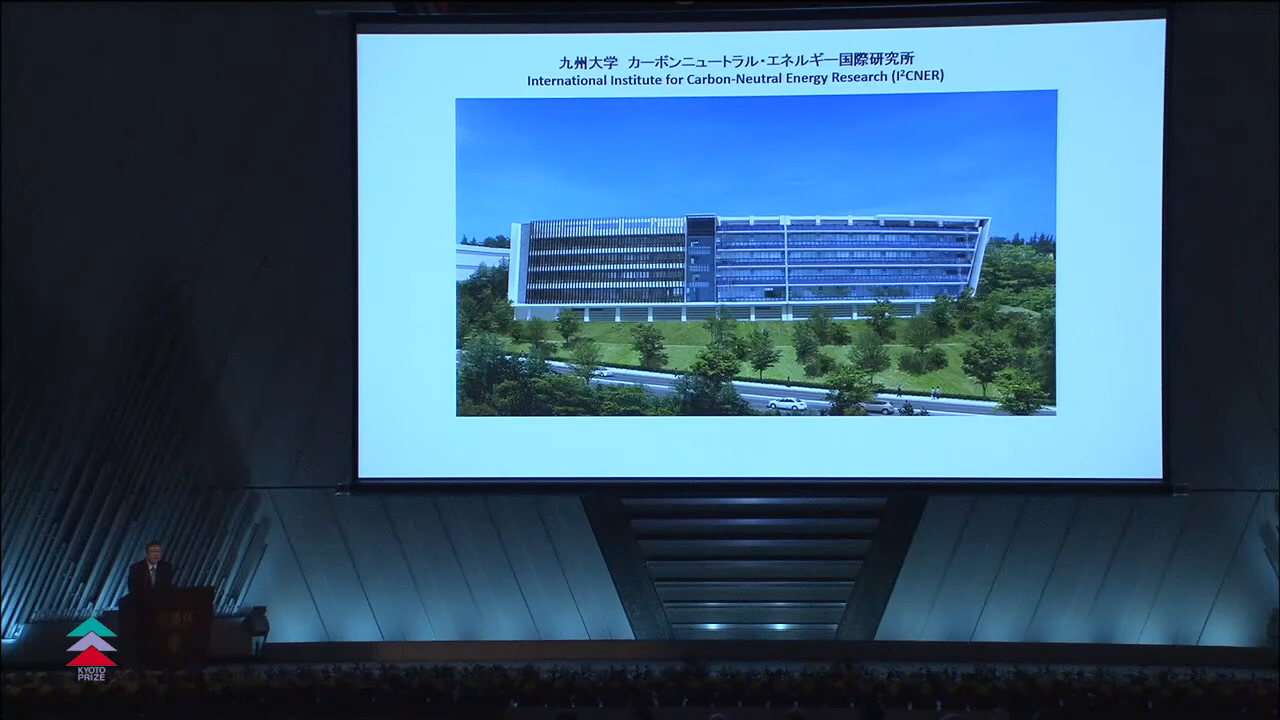 九州大学 カーボンニュートラル・エネルギー国際研究所
International Institute for Carbon-Neutral Energy Research (I²CNER)
KYOTO
PRIZE